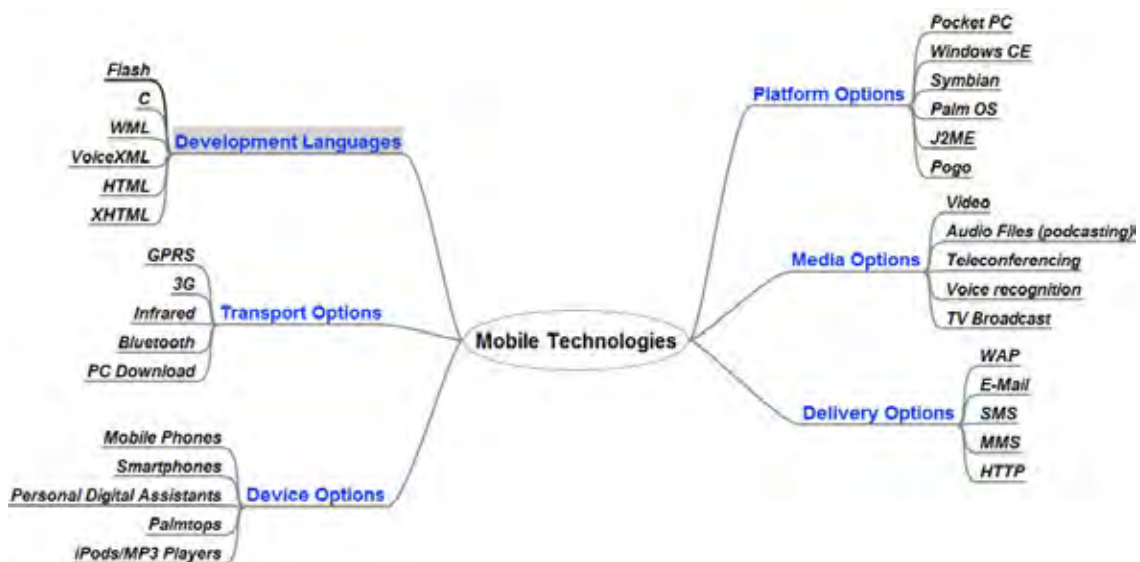 Mobile Technologies
Development Languages
Flash
C
WML
VoiceXML
HTML
XHTML
Transport Options
GPRS
3G
Infrared
Bluetooth
PC Download
Device Options
Mobile Phones
Smartphones
Personal Digital Assistants
Palmtops
iPods/MP3 Players
Platform Options
Pocket PC
Windows CE
Symbian
Palm OS
J2ME
Pogo
Media Options
Video
Audio Files (podcasting)
Teleconferencing
Voice recognition
TV Broadcast
Delivery Options
WAP
E-Mail
SMS
MMS
HTTP